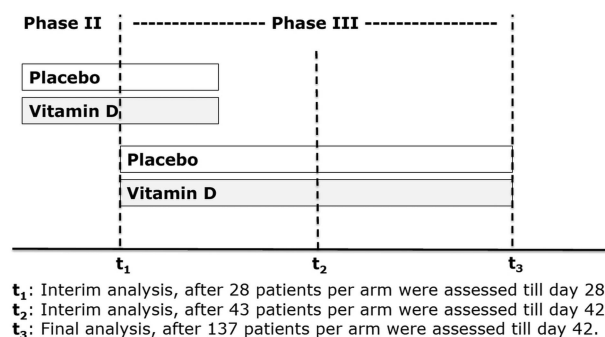 Phase II Phase III
Placebo
Vitamin D
Placebo
Vitamin D
t1 t2 t3
t1: Interim analysis, after 28 patients per arm were assessed till day 28
t2: Interim analysis, after 43 patients per arm were assessed till day 42
t3: Final analysis, after 137 patients per arm were assessed till day 42.